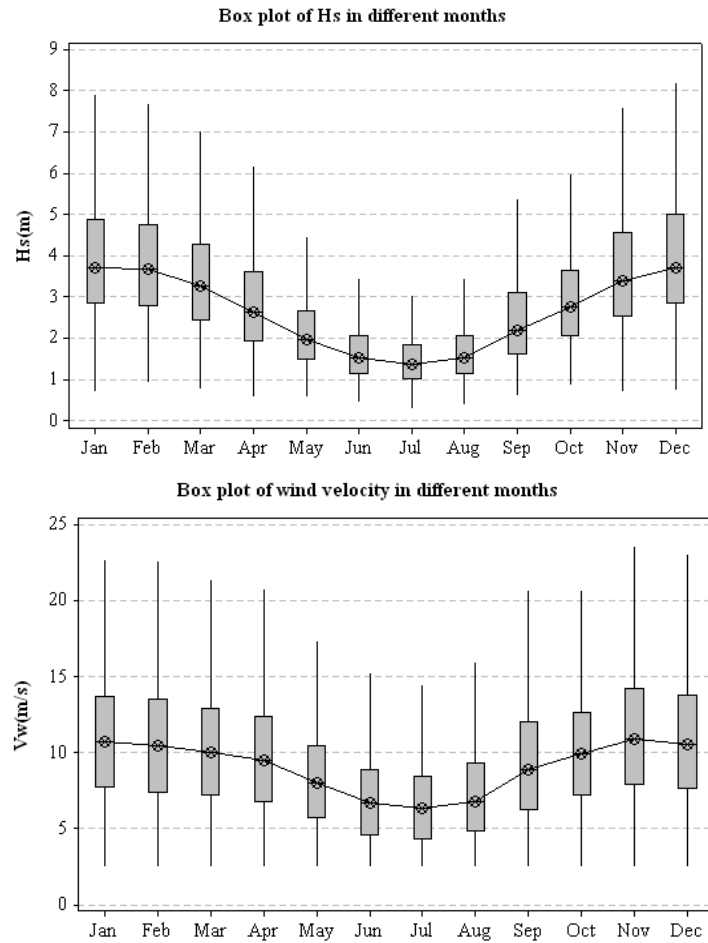 Box plot of Hs in different months
9
8
7
6
5
4
3
2
1
0
Hs(m)
Jan Feb Mar Apr May Jun Jul Aug Sep Oct Nov Dec
Box plot of wind velocity in different months
25
20
15
10
5
0
Vw(m/s)
Jan Feb Mar Apr May Jun Jul Aug Sep Oct Nov Dec